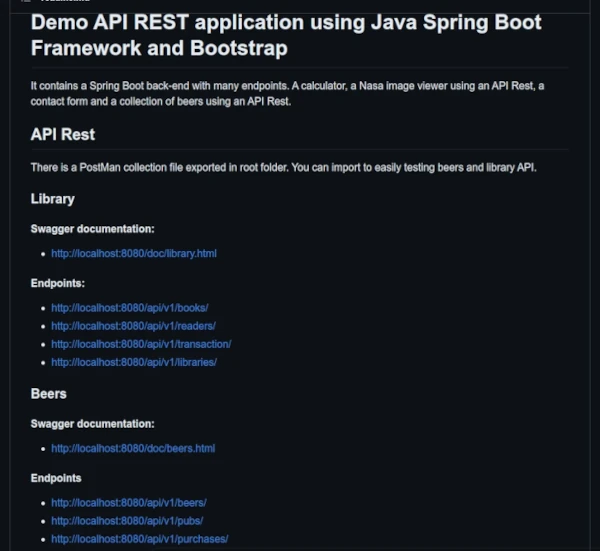 Demo API REST application using Java Spring Boot
Framework and Bootstrap
It contains a Spring Boot back-end with many endpoints. A calculator, a Nasa image viewer using an API Rest, a
contact form and a collection of beers using an API Rest.
API Rest
There is a PostMan collection file exported in root folder. You can import to easily testing beers and library API.
Library
Swagger documentation:
http://localhost:8080/doc/library.html
Endpoints:
http://localhost:8080/api/v1/books/
http://localhost:8080/api/v1/readers/
http://localhost:8080/api/v1/transaction/
http://localhost:8080/api/v1/libraries/
Beers
Swagger documentation:
http://localhost:8080/doc/beers.html
Endpoints
http://localhost:8080/api/v1/beers/
http://localhost:8080/api/v1/pubs/
http://localhost:8080/api/v1/purchases/